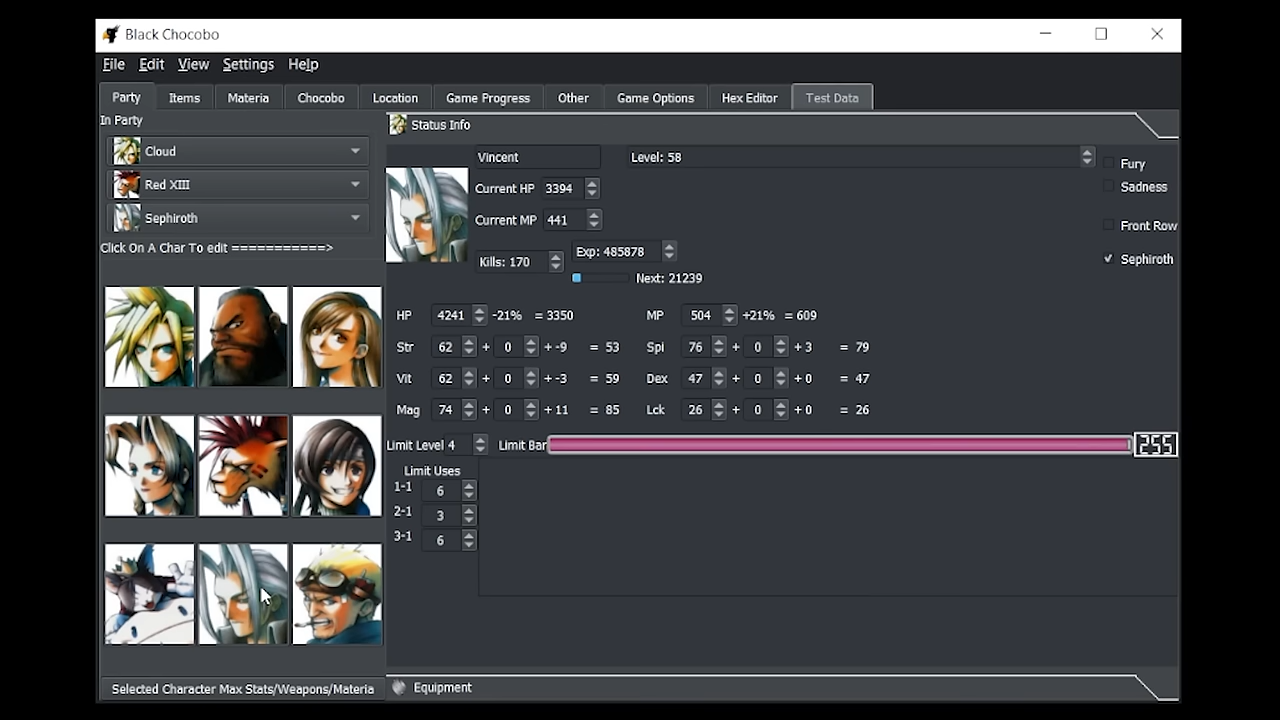 Black Chocobo
File Edit View Settings Help
Party Items Materia Chocobo Location Game Progress Other Game Options Hex Editor Test Data
In Party
Cloud
Red XIII
Sephiroth
Click On A Char To edit ===========>
Selected Character Max Stats/Weapons/Materia
Status Info
Vincent Level: 58
Current HP 3394
Current MP 441
Kills: 170 Exp: 485878
Next: 21239
Fury
Sadness
Front Row
Sephiroth
HP 4241 -21% = 3350 MP 504 +21% = 609
Str 62 + 0 + -9 = 53 Spi 76 + 0 + 3 = 79
Vit 62 + 0 + -3 = 59 Dex 47 + 0 + 0 = 47
Mag 74 + 0 + 11 = 85 Lck 26 + 0 + 0 = 26
Limit Level 4 Limit Bar 255
Limit Uses
1-1 6
2-1 3
3-1 6
Equipment